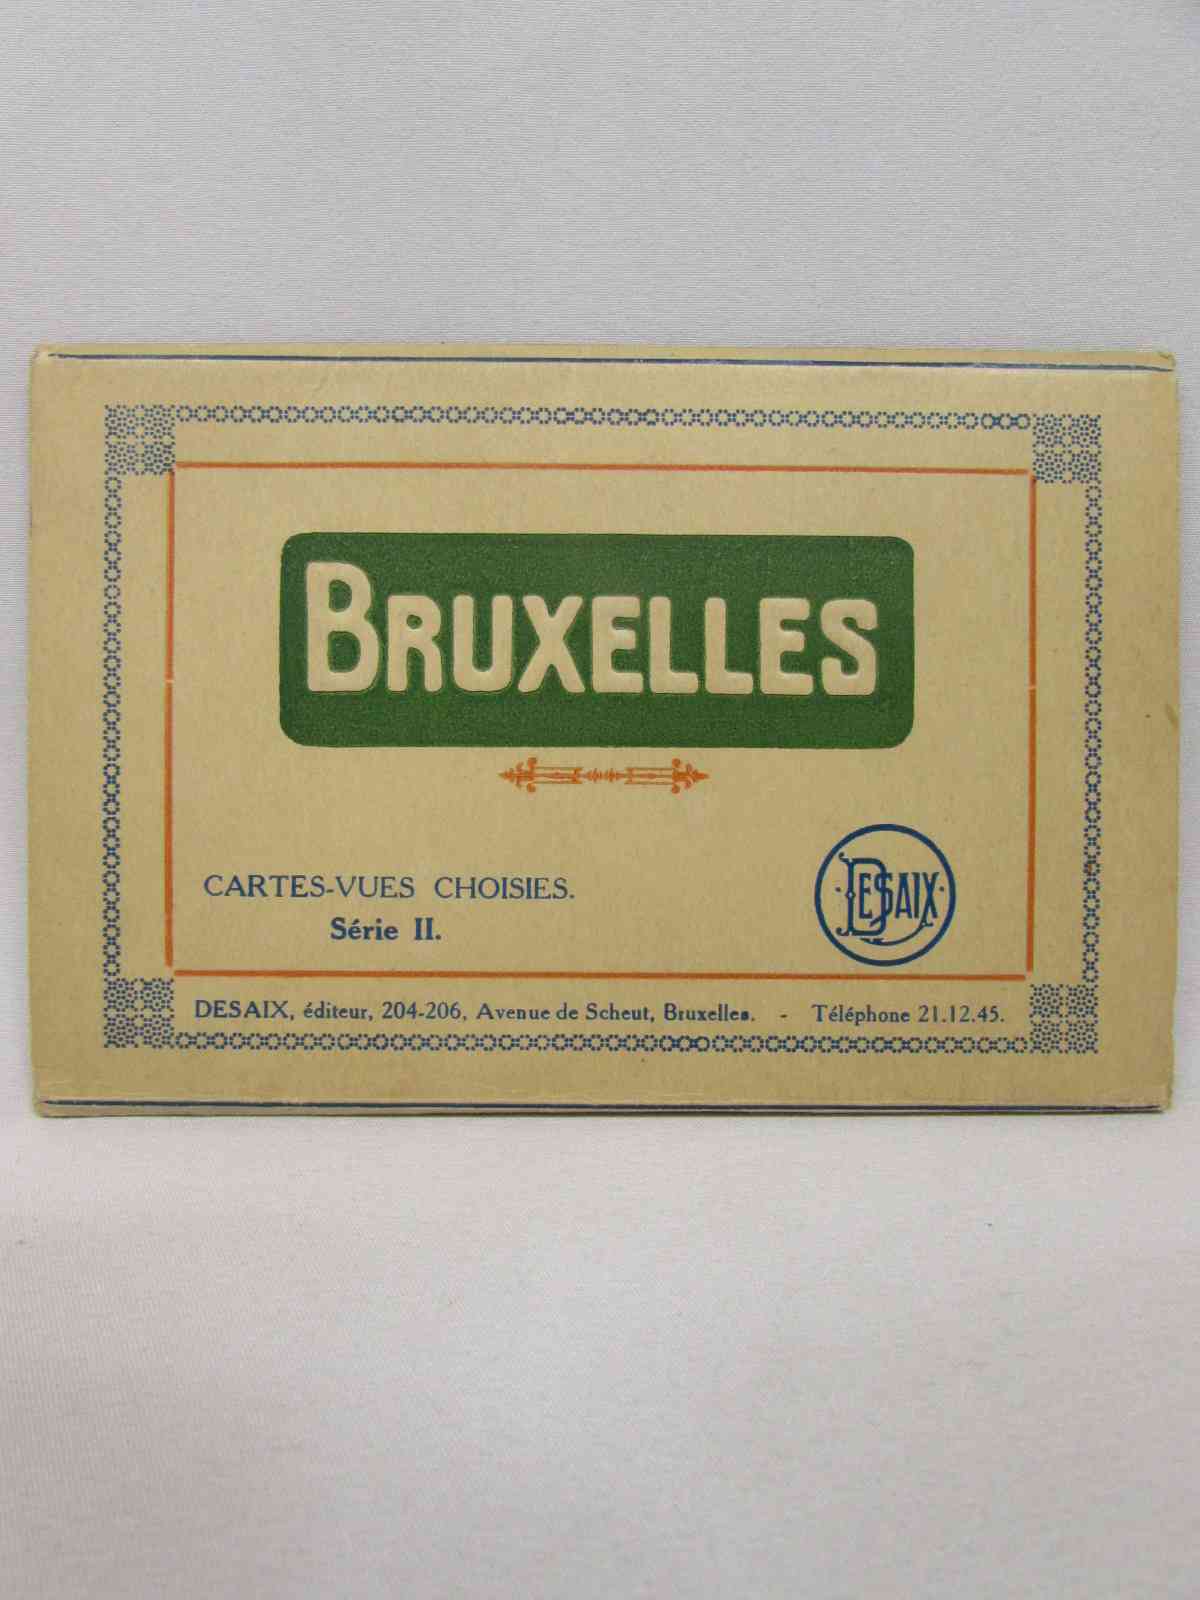 BRUXELLES
CARTES-VUES CHOISIES.
Série II.
DESAIX
DESAIX, éditeur, 204-206, Avenue de Scheut, Bruxelles. - Téléphone 21.12.45.